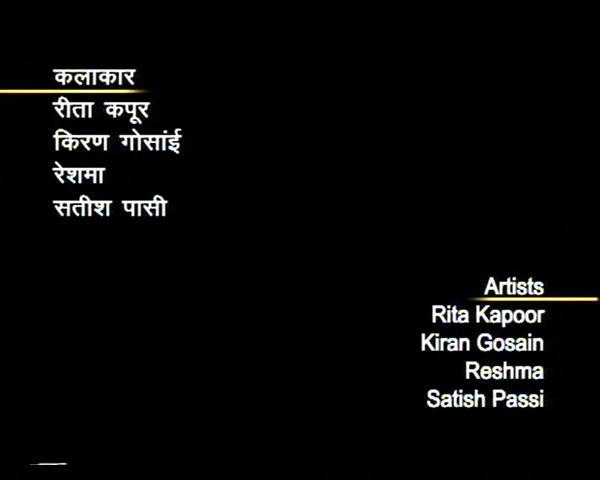 कलाकार
रीता कपूर
किरण गोसांई
रेशमा
सतीश पासी
Artists
Rita Kapoor
Kiran Gosain
Reshma
Satish Passi